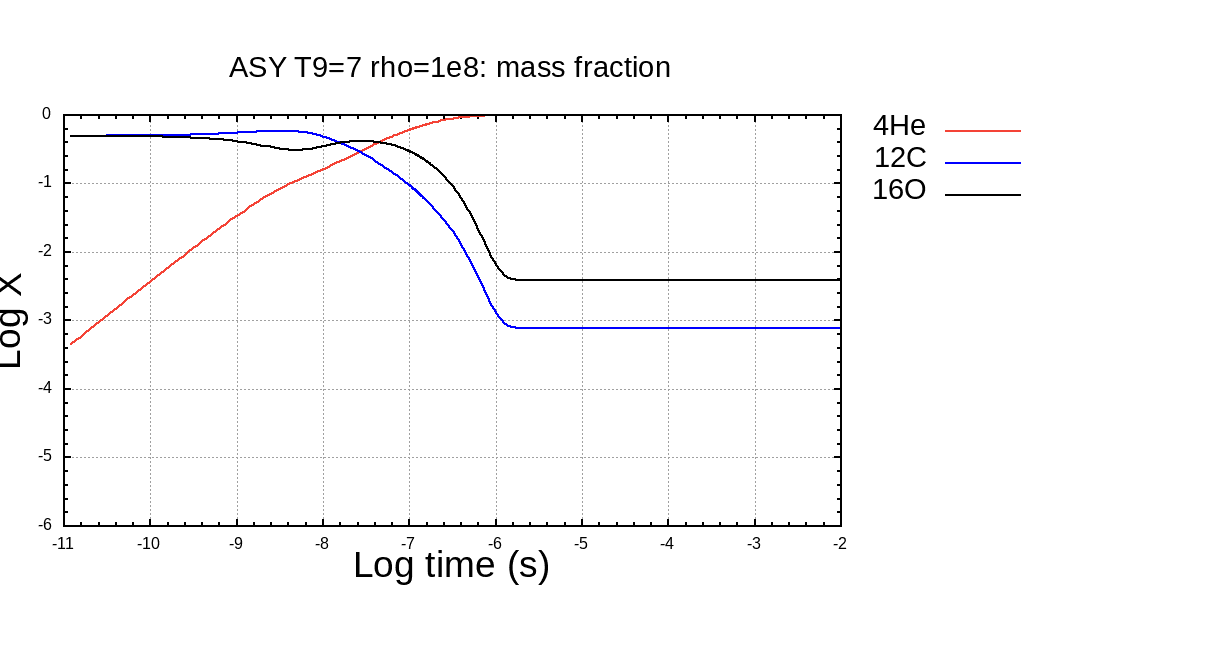 ASY T9=7 rho=1e8: mass fraction
4He
12C
16O
0
-1
-2
-3
-4
-5
-6
Log X
-11 -10 -9 -8 -7 -6 -5 -4 -3 -2
Log time (s)